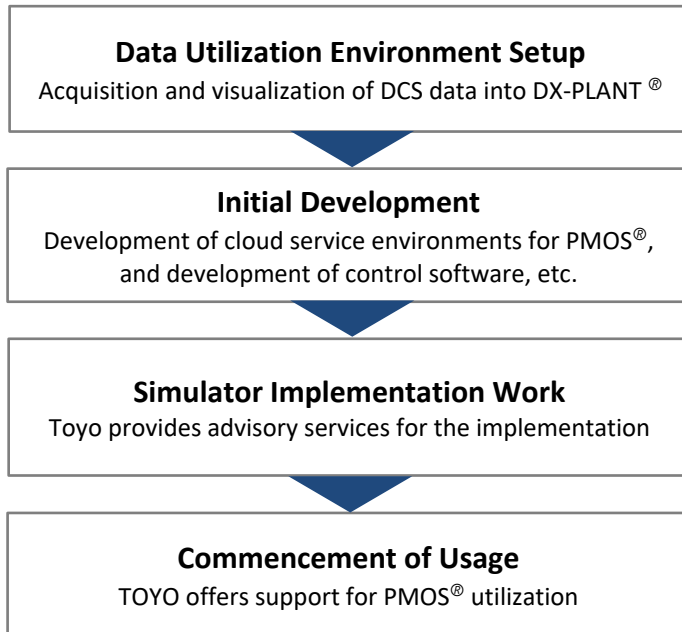 Data Utilization Environment Setup
Acquisition and visualization of DCS data into DX-PLANT ®
Initial Development
Development of cloud service environments for PMOS®,
and development of control software, etc.
Simulator Implementation Work
Toyo provides advisory services for the implementation
Commencement of Usage
TOYO offers support for PMOS® utilization